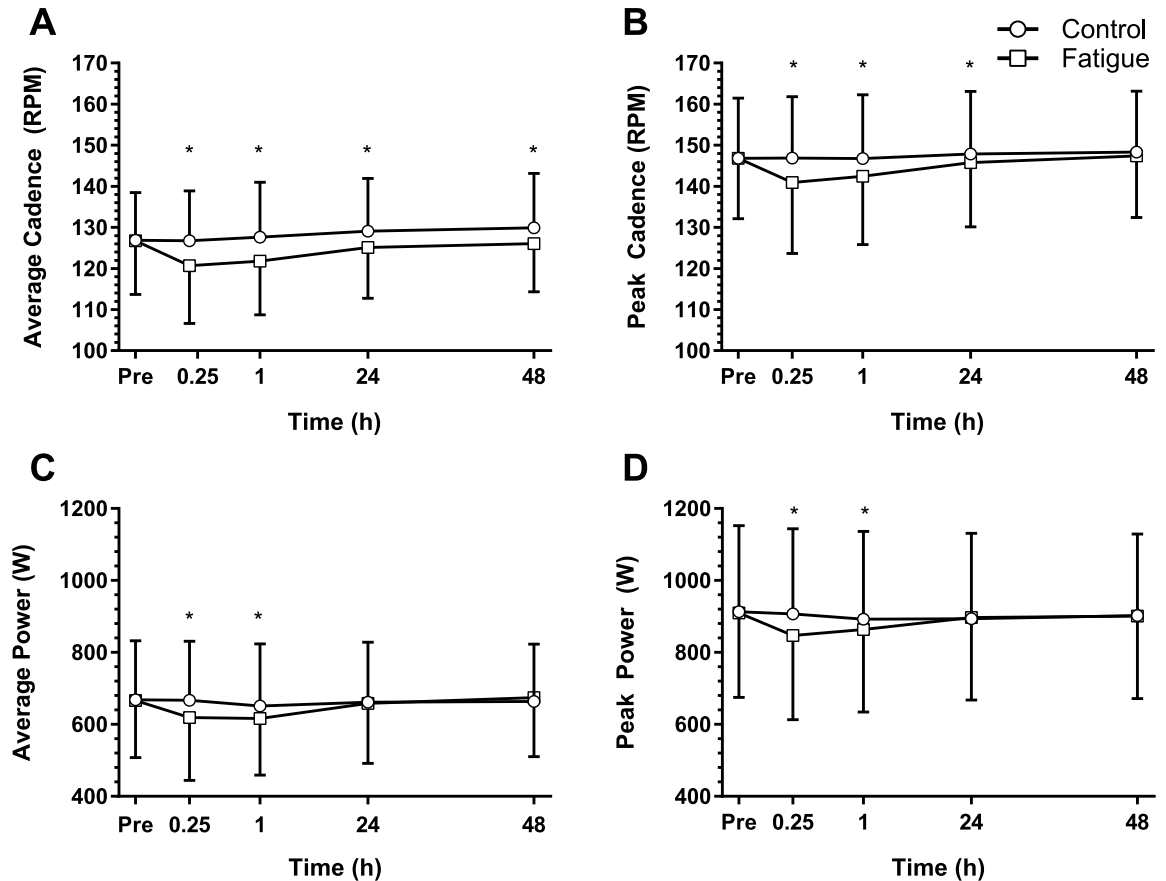 A
Average Cadence (RPM)
170
160
150
140
130
120
110
100
* * * *
Pre 0.25 1 24 48
Time (h)
B
Control
Fatigue
Peak Cadence (RPM)
170
160
150
140
130
120
110
100
* * *
Pre 0.25 1 24 48
Time (h)
C
Average Power (W)
1200
1000
800
600
400
* *
Pre 0.25 1 24 48
Time (h)
D
Peak Power (W)
1200
1000
800
600
400
* *
Pre 0.25 1 24 48
Time (h)